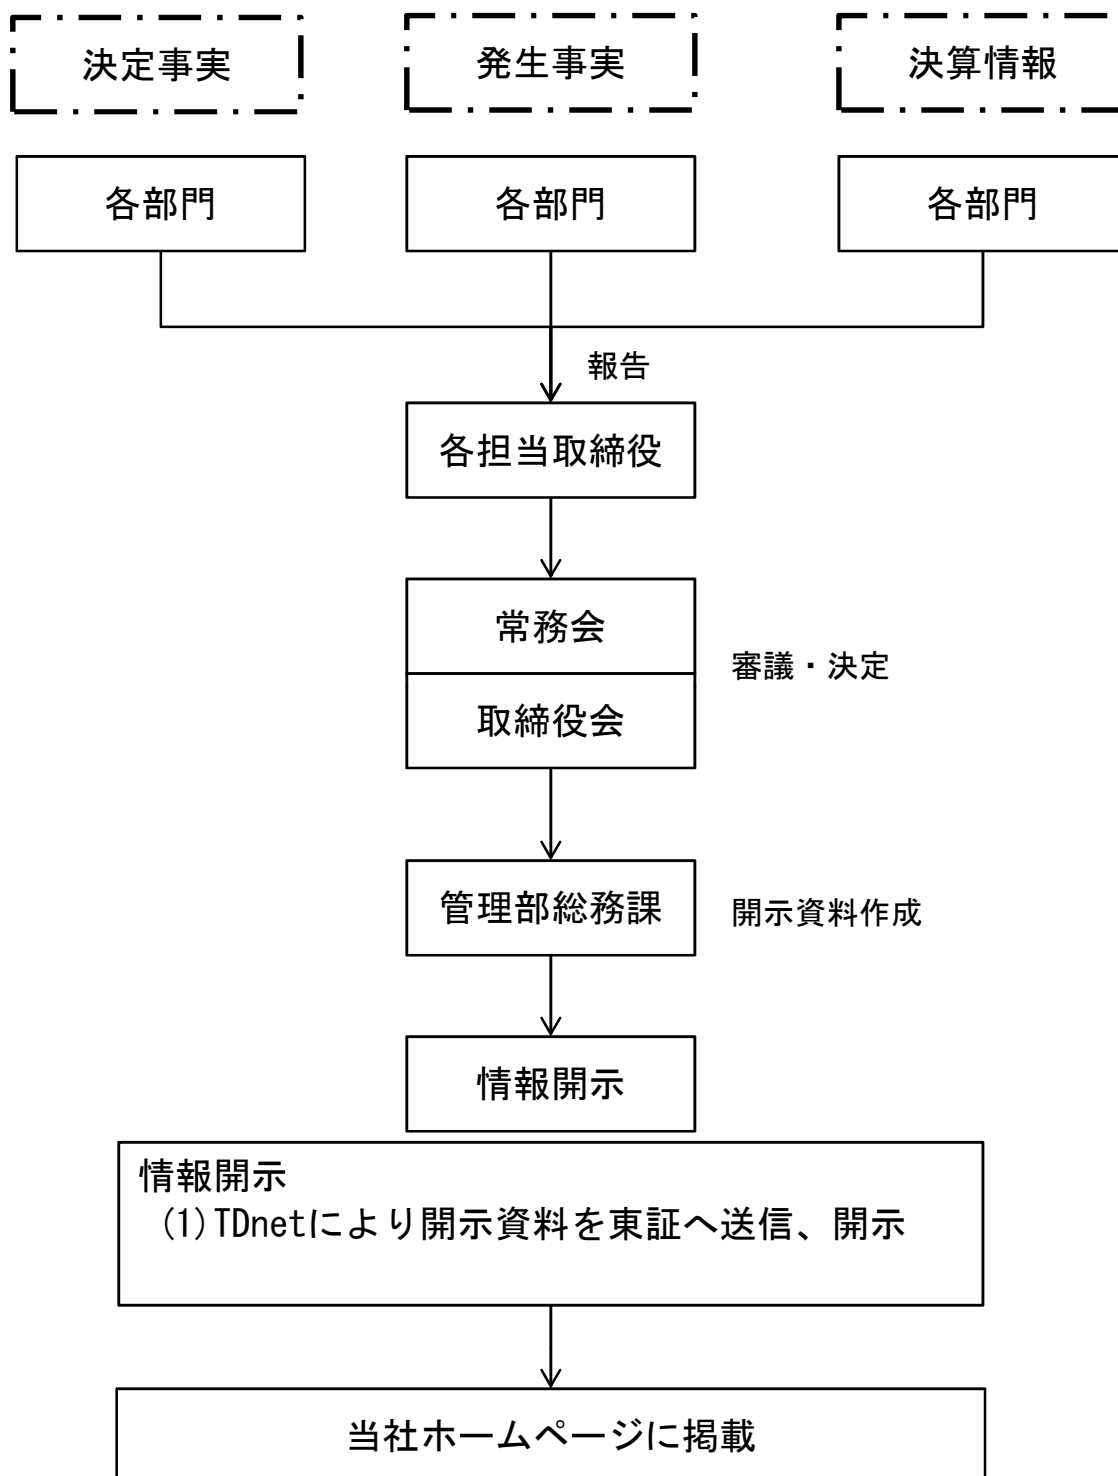 決定事実
発生事実
決算情報
各部門
各部門
各部門
報告
各担当取締役
常務会
審議・決定
取締役会
管理部総務課
開示資料作成
情報開示
情報開示
(1)TDnetにより開示資料を東証へ送信、開示
当社ホームページに掲載